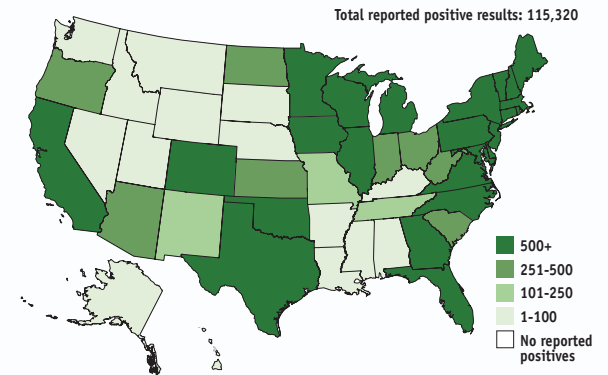 Total reported positive results: 115,320
500+
251-500
101-250
1-100
No reported
positives